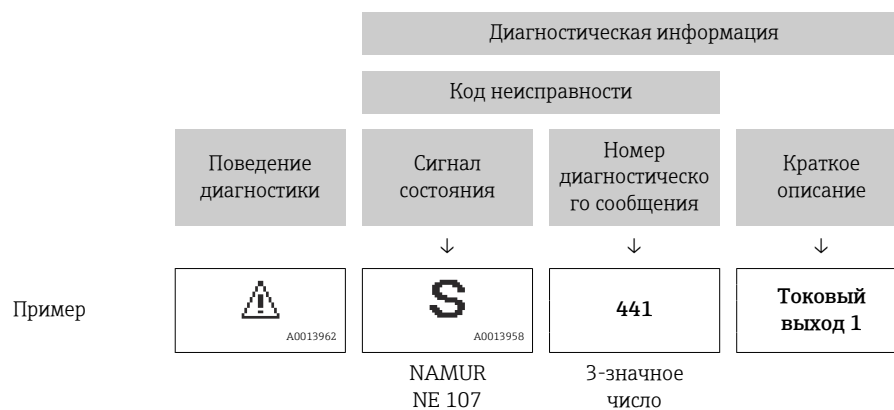 Диагностическая информация
Код неисправности
Поведение
диагностики
Сигнал
состояния
Номер
диагностическо
го сообщения
Краткое
описание
↓ ↓ ↓
Пример
A0013962
S
A0013958
441
Токовый
выход 1
NAMUR
NE 107
3-значное
число